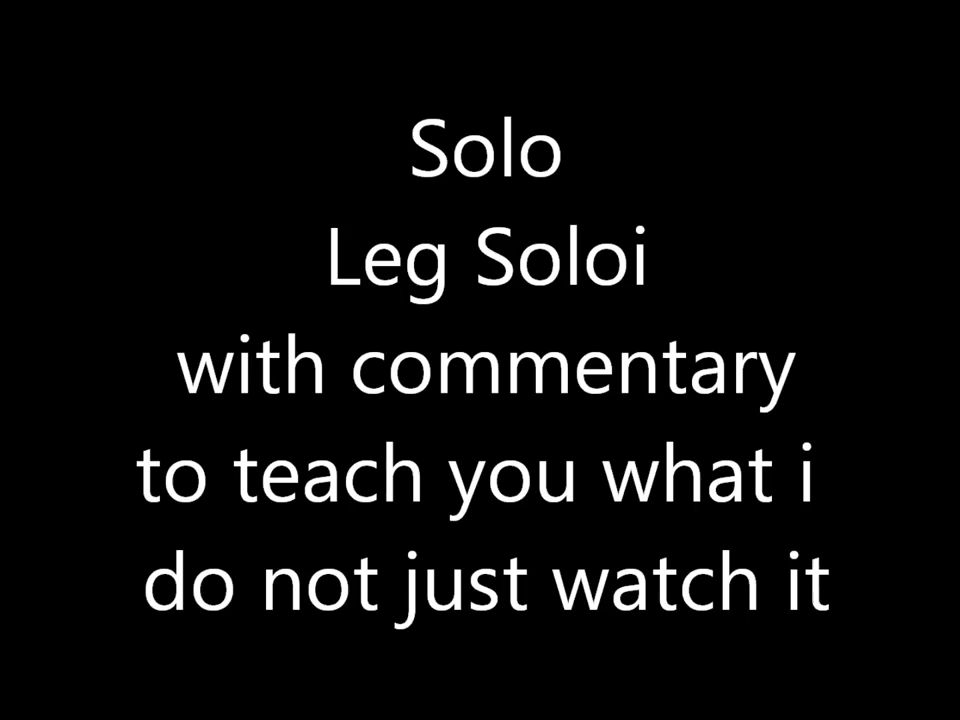 Solo
Leg Soloi
with commentary
to teach you what i
do not just watch it